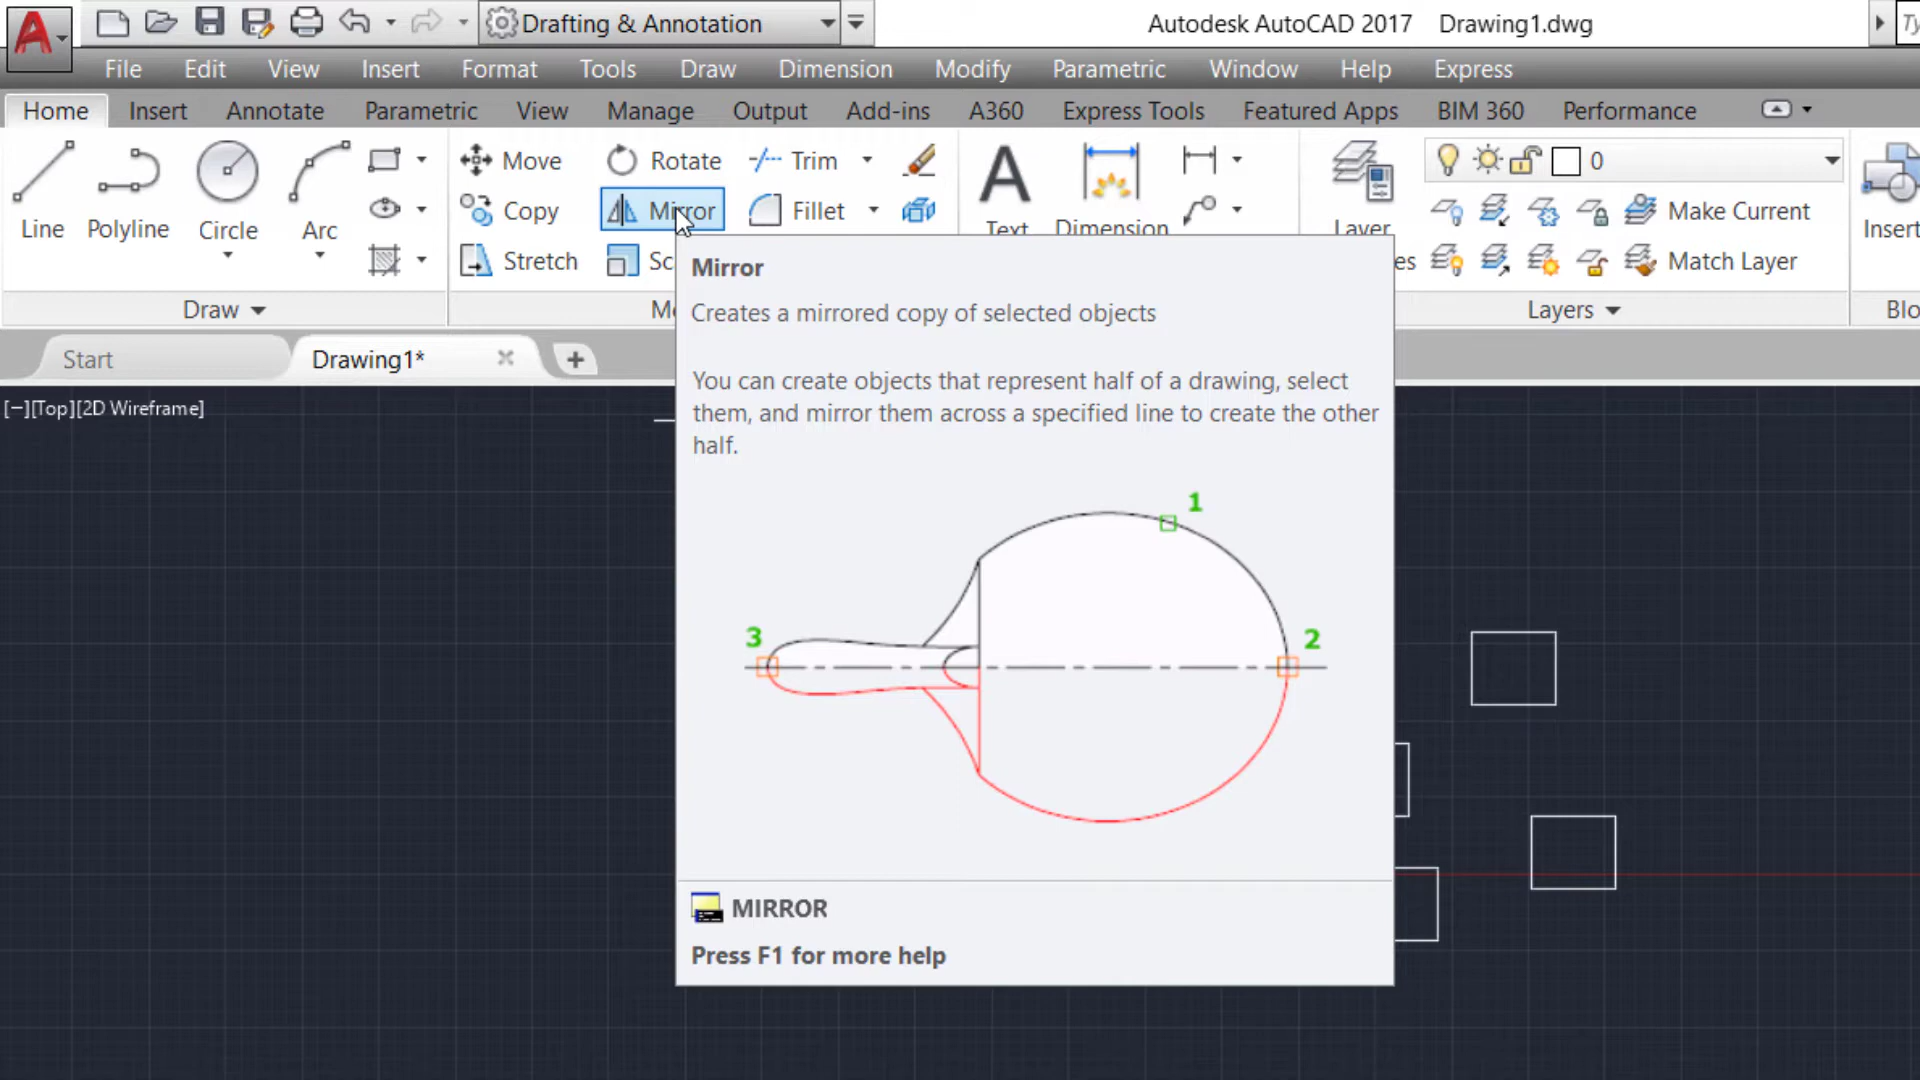 Drafting & Annotation
Autodesk AutoCAD 2017 Drawing1.dwg
File Edit View Insert Format Tools Draw Dimension Modify Parametric Window Help Express
Home Insert Annotate Parametric View Manage Output Add-ins A360 Express Tools Featured Apps BIM 360 Performance
Line Polyline Circle Arc
Move Rotate Trim
Copy Mirror Fillet
Stretch
Text Dimension Layer
0
Make Current
Match Layer
Insert
Draw
Layers
Start Drawing1*
[−][Top][2D Wireframe]
Mirror
Creates a mirrored copy of selected objects
You can create objects that represent half of a drawing, select
them, and mirror them across a specified line to create the other
half.
1
3 2
MIRROR
Press F1 for more help